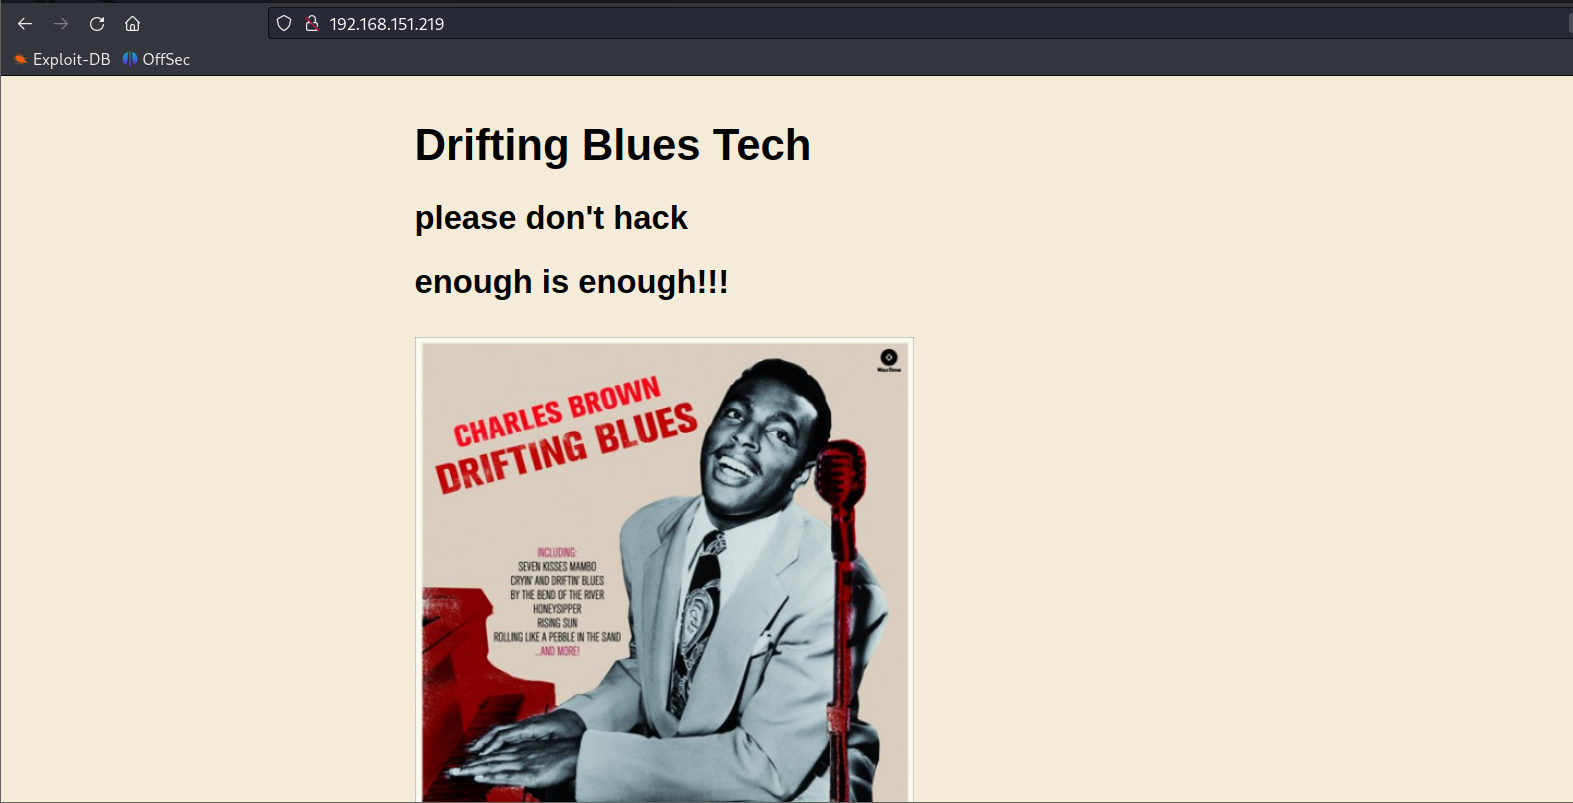 192.168.151.219
Exploit-DB OffSec
Drifting Blues Tech
please don't hack
enough is enough!!!
WaxTime
CHARLES BROWN
DRIFTING BLUES
INCLUDING:
SEVEN KISSES MAMBO
CRYIN' AND DRIFTIN' BLUES
BY THE BEND OF THE RIVER
HONEYSIPPER
RISING SUN
ROLLING LIKE A PEBBLE IN THE SAND
...AND MORE!